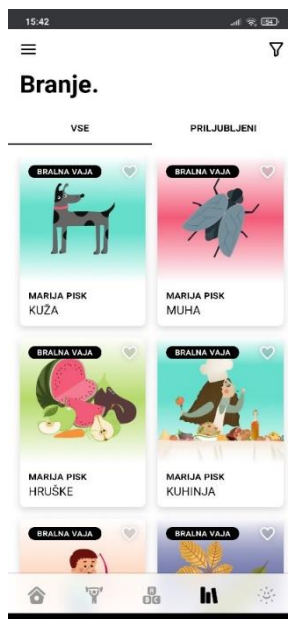 15:42
54
Branje.
VSE
PRILJUBLJENI
BRALNA VAJA
BRALNA VAJA
MARIJA PISK
KUŽA
MARIJA PISK
MUHA
BRALNA VAJA
BRALNA VAJA
MARIJA PISK
HRUŠKE
MARIJA PISK
KUHINJA
BRALNA VAJA
BRALNA VAJA
A
B C